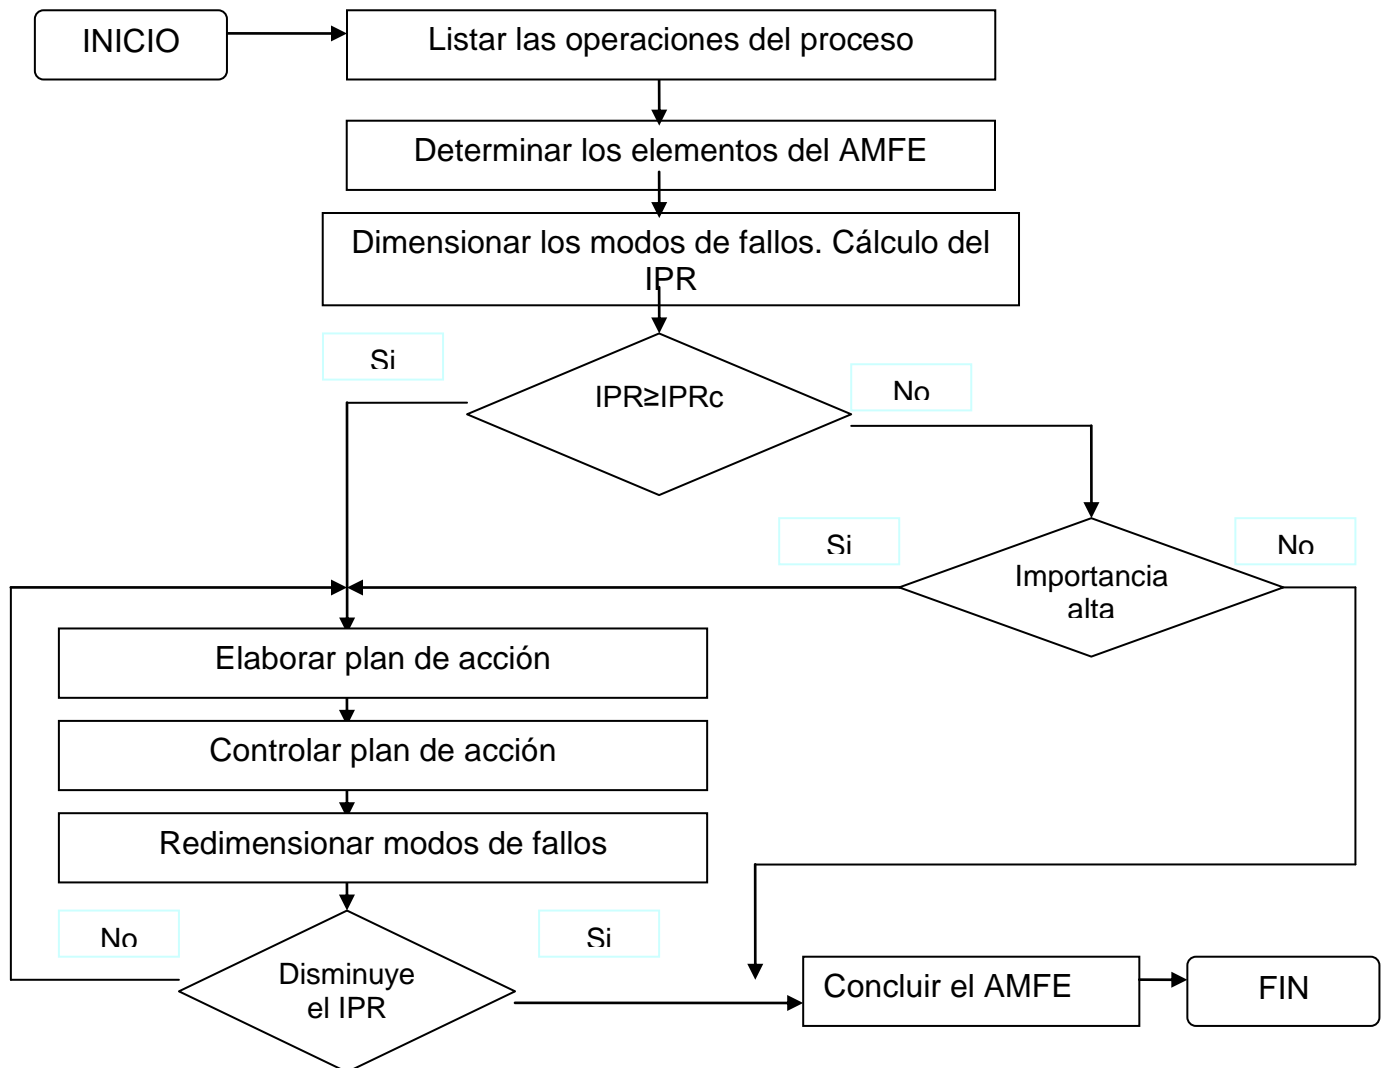 INICIO
Listar las operaciones del proceso
Determinar los elementos del AMFE
Dimensionar los modos de fallos. Cálculo del
IPR
Si
IPR≥IPRc
No
Si
No
Importancia
alta
Elaborar plan de acción
Controlar plan de acción
Redimensionar modos de fallos
No
Si
Disminuye
el IPR
Concluir el AMFE
FIN